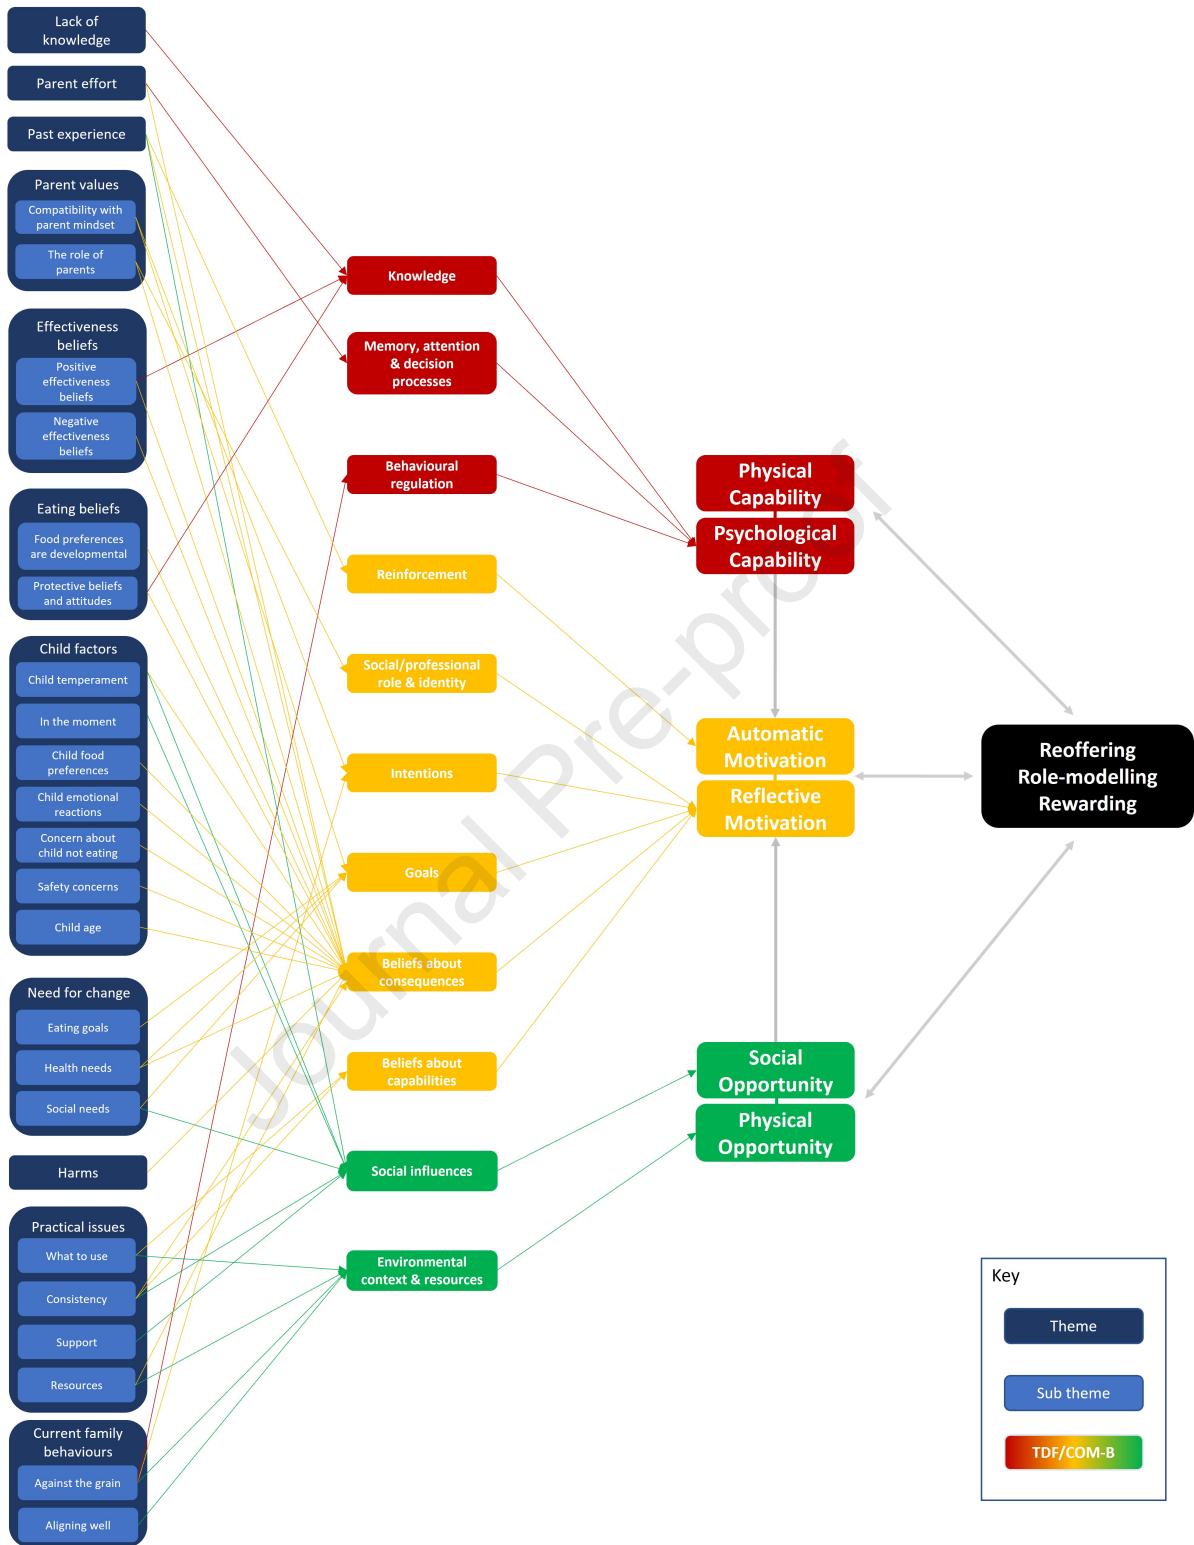 Lack of
knowledge
Parent effort
Past experience
Parent values
Compatibility with
parent mindset
The role of
parents
Effectiveness
beliefs
Positive
effectiveness
beliefs
Negative
effectiveness
beliefs
Eating beliefs
Food preferences
are developmental
Protective beliefs
and attitudes
Child factors
Child temperament
In the moment
Child food
preferences
Child emotional
reactions
Concern about
child not eating
Safety concerns
Child age
Need for change
Eating goals
Health needs
Social needs
Harms
Practical issues
What to use
Consistency
Support
Resources
Current family
behaviours
Against the grain
Aligning well
Knowledge
Memory, attention
& decision
processes
Behavioural
regulation
Reinforcement
Social/professional
role & identity
Intentions
Goals
Beliefs about
consequences
Beliefs about
capabilities
Social influences
Environmental
context & resources
Physical
Capability
Psychological
Capability
Automatic
Motivation
Reflective
Motivation
Social
Opportunity
Physical
Opportunity
Reoffering
Role-modelling
Rewarding
Key
Theme
Sub theme
TDF/COM-B
Journal Pre-proof